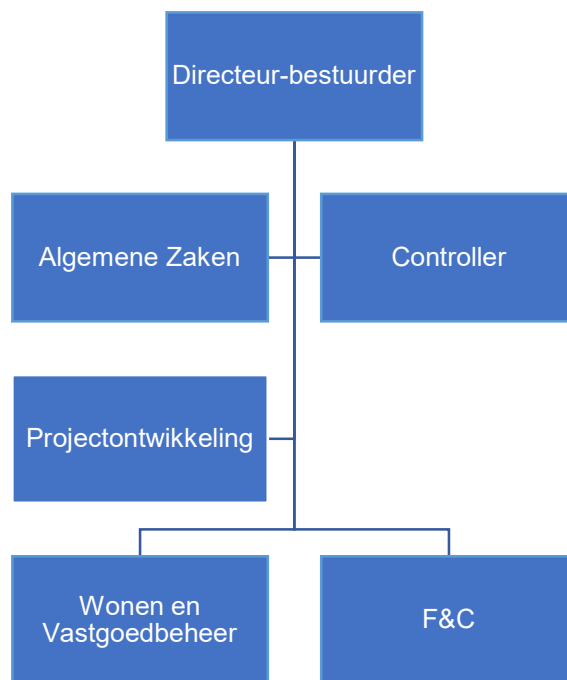 Directeur-bestuurder
Algemene Zaken
Controller
Projectontwikkeling
Wonen en
Vastgoedbeheer
F&C